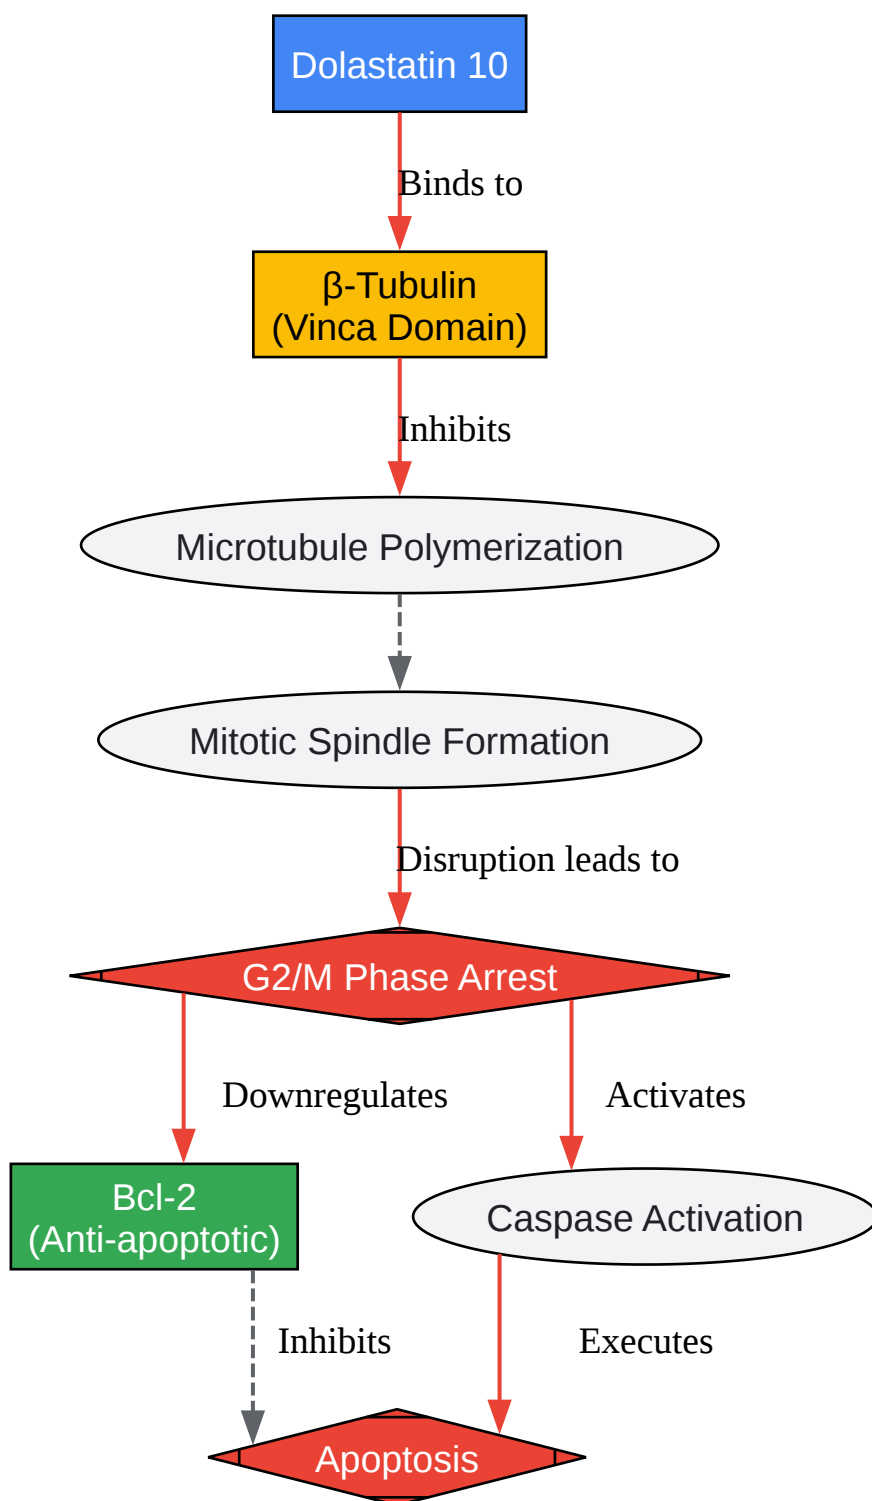 Dolastatin 10
Binds to
β-Tubulin
(Vinca Domain)
Inhibits
Microtubule Polymerization
Mitotic Spindle Formation
Disruption leads to
G2/M Phase Arrest
Downregulates
Activates
Bcl-2
(Anti-apoptotic)
Caspase Activation
Inhibits
Executes
Apoptosis